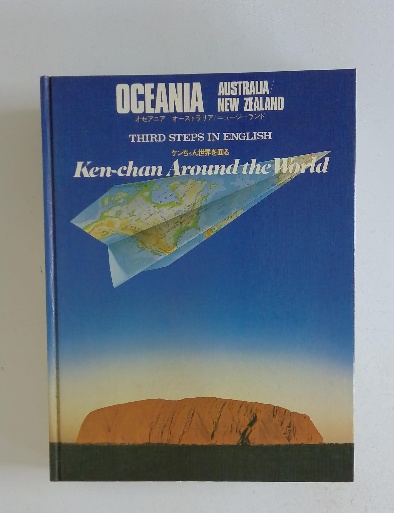 OCEANIA AUSTRALIA
NEW ZEALAND
オセアニア オーストラリア/ニュージーランド
THIRD STEPS IN ENGLISH
ケンちゃん世界を回る
Ken-chan Around the World